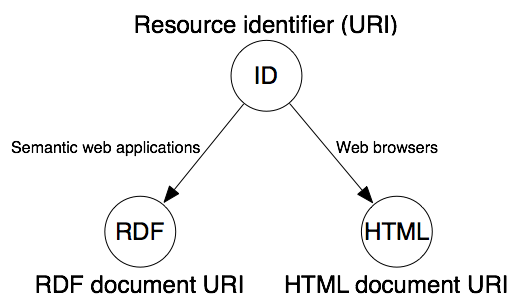 Resource identifier (URI)
ID
Semantic web applications
Web browsers
RDF
HTML
RDF document URI
HTML document URI